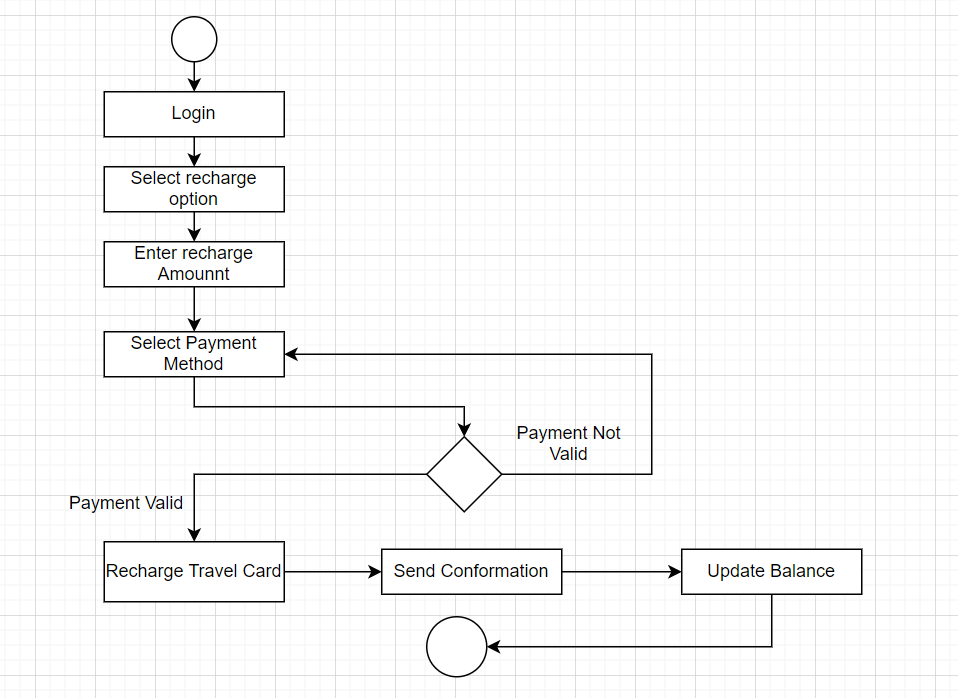 Login
Select recharge
option
Enter recharge
Amounnt
Select Payment
Method
Payment Not
Valid
Payment Valid
Recharge Travel Card
Send Conformation
Update Balance